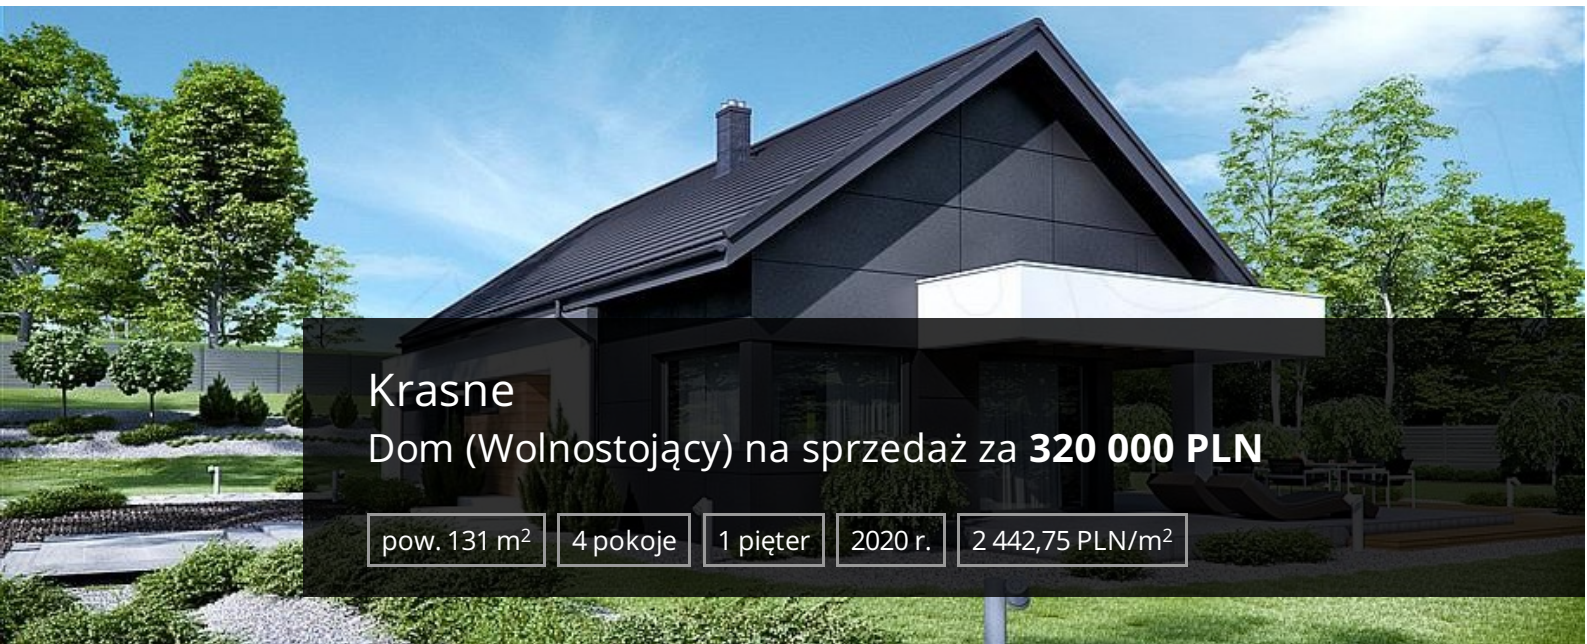 Krasne
Dom (Wolnostojący) na sprzedaż za 320 000 PLN
pow. 131 m² 4 pokoje 1 pięter 2020 r. 2 442,75 PLN/m²